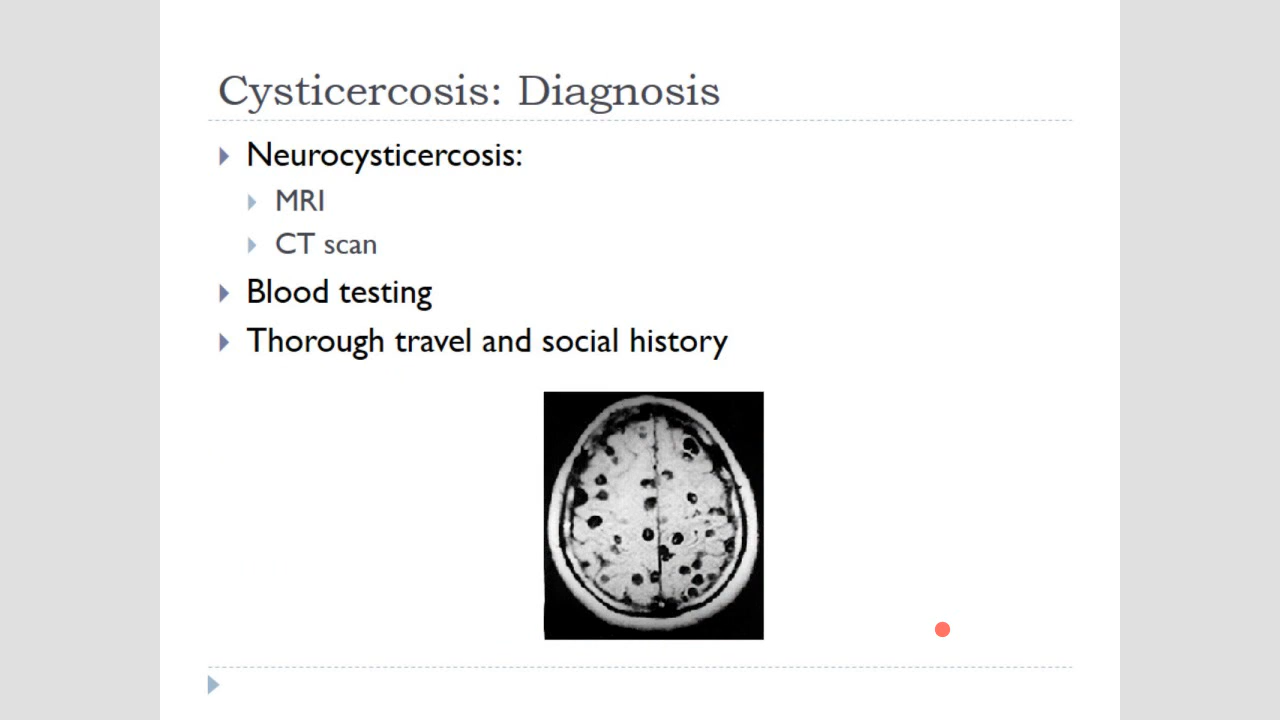 Cysticercosis: Diagnosis
Neurocysticercosis:
MRI
CT scan
Blood testing
Thorough travel and social history